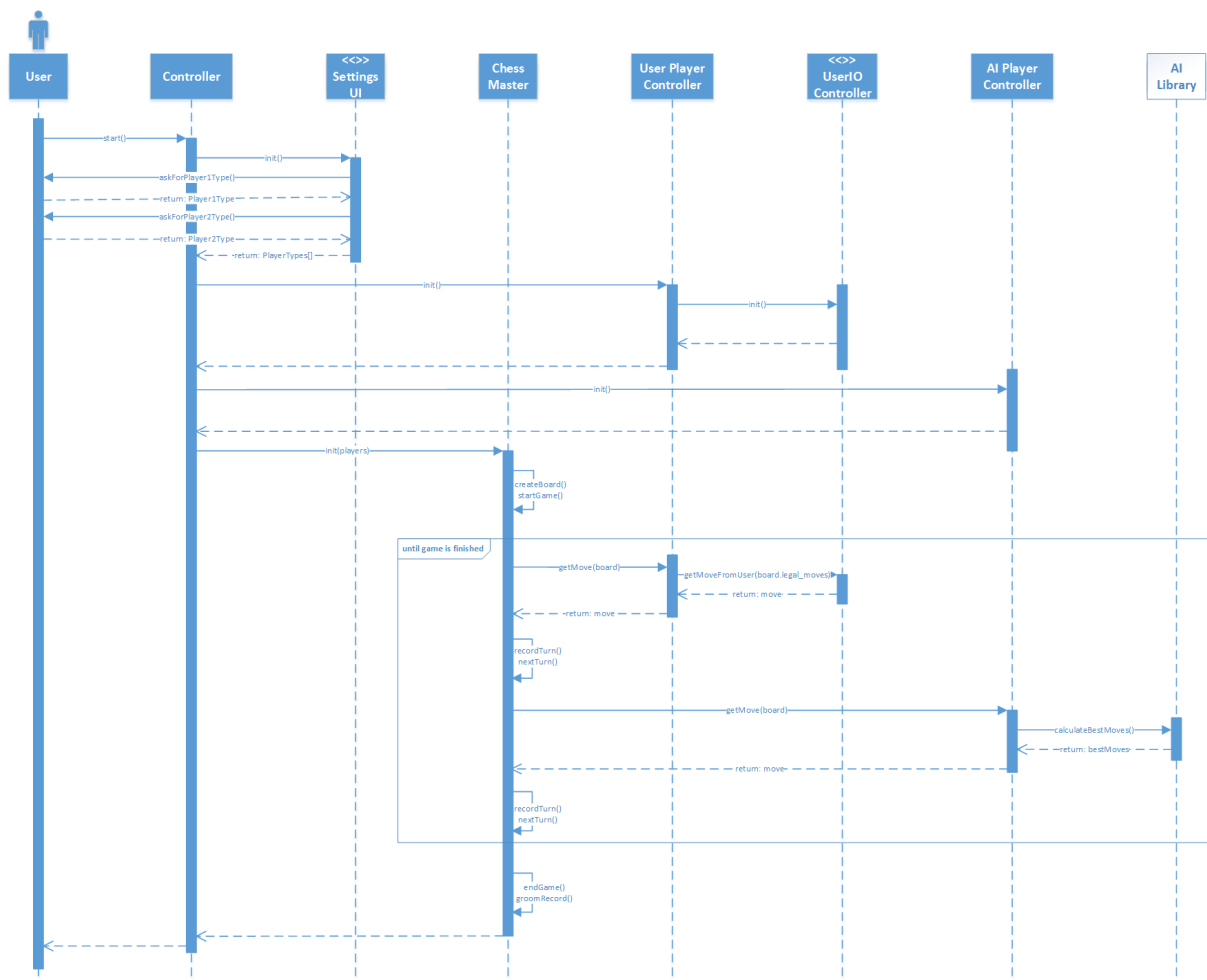 User
Controller
<<>>
Settings
UI
Chess
Master
User Player
Controller
<<>>
UserIO
Controller
AI Player
Controller
AI
Library
start()
init()
askForPlayer1Type()
return: Player1Type
askForPlayer2Type()
return: Player2Type
return: PlayerTypes[]
init()
init()
init()
init(players)
createBoard()
startGame()
until game is finished
getMove(board)
getMoveFromUser(board.legal_moves)
return: move
return: move
recordTurn()
nextTurn()
getMove(board)
calculateBestMoves()
return: bestMoves
return: move
recordTurn()
nextTurn()
endGame()
groomRecord()